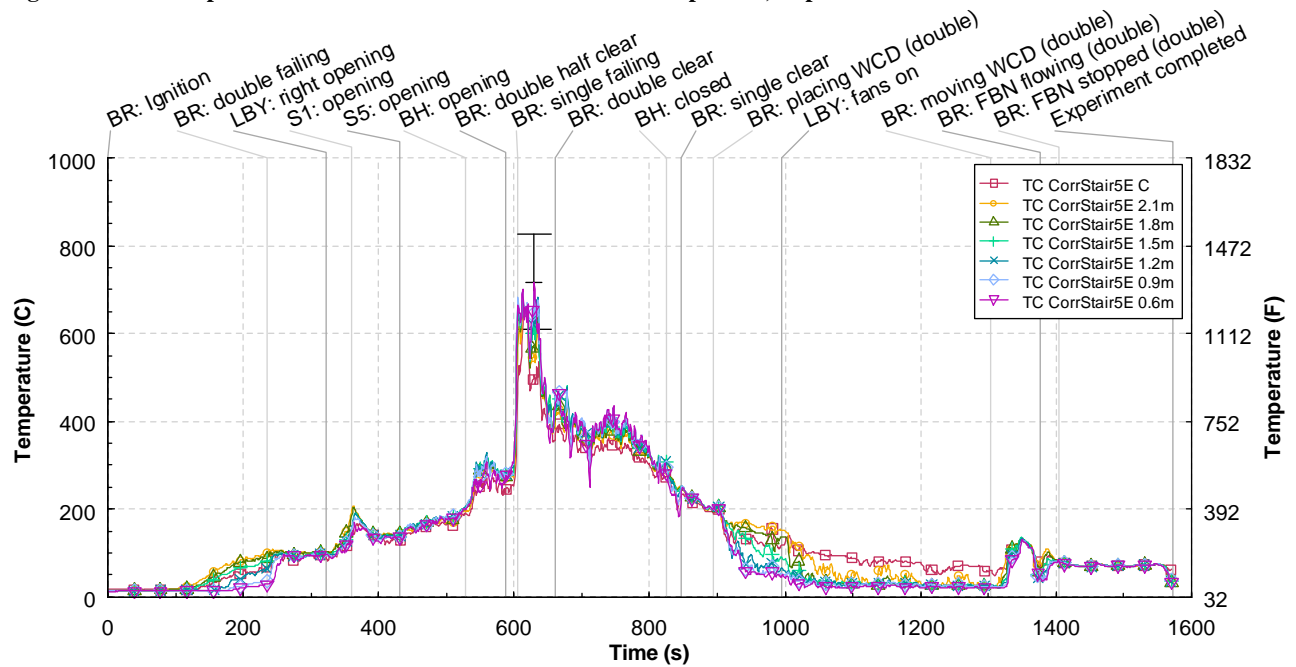 BR: Ignition
BR: double failing
LBY: right opening
S1: opening
S5: opening
BH: opening
BR: double half clear
BR: single failing
BR: double clear
BH: closed
BR: single clear
BR: placing WCD (double)
LBY: fans on
BR: moving WCD (double)
BR: FBN flowing (double)
BR: FBN stopped (double)
Experiment completed
1000
800
600
400
200
0
Temperature (C)
1832
1472
1112
752
392
32
Temperature (F)
TC CorrStair5E C
TC CorrStair5E 2.1m
TC CorrStair5E 1.8m
TC CorrStair5E 1.5m
TC CorrStair5E 1.2m
TC CorrStair5E 0.9m
TC CorrStair5E 0.6m
0 200 400 600 800 1000 1200 1400 1600
Time (s)